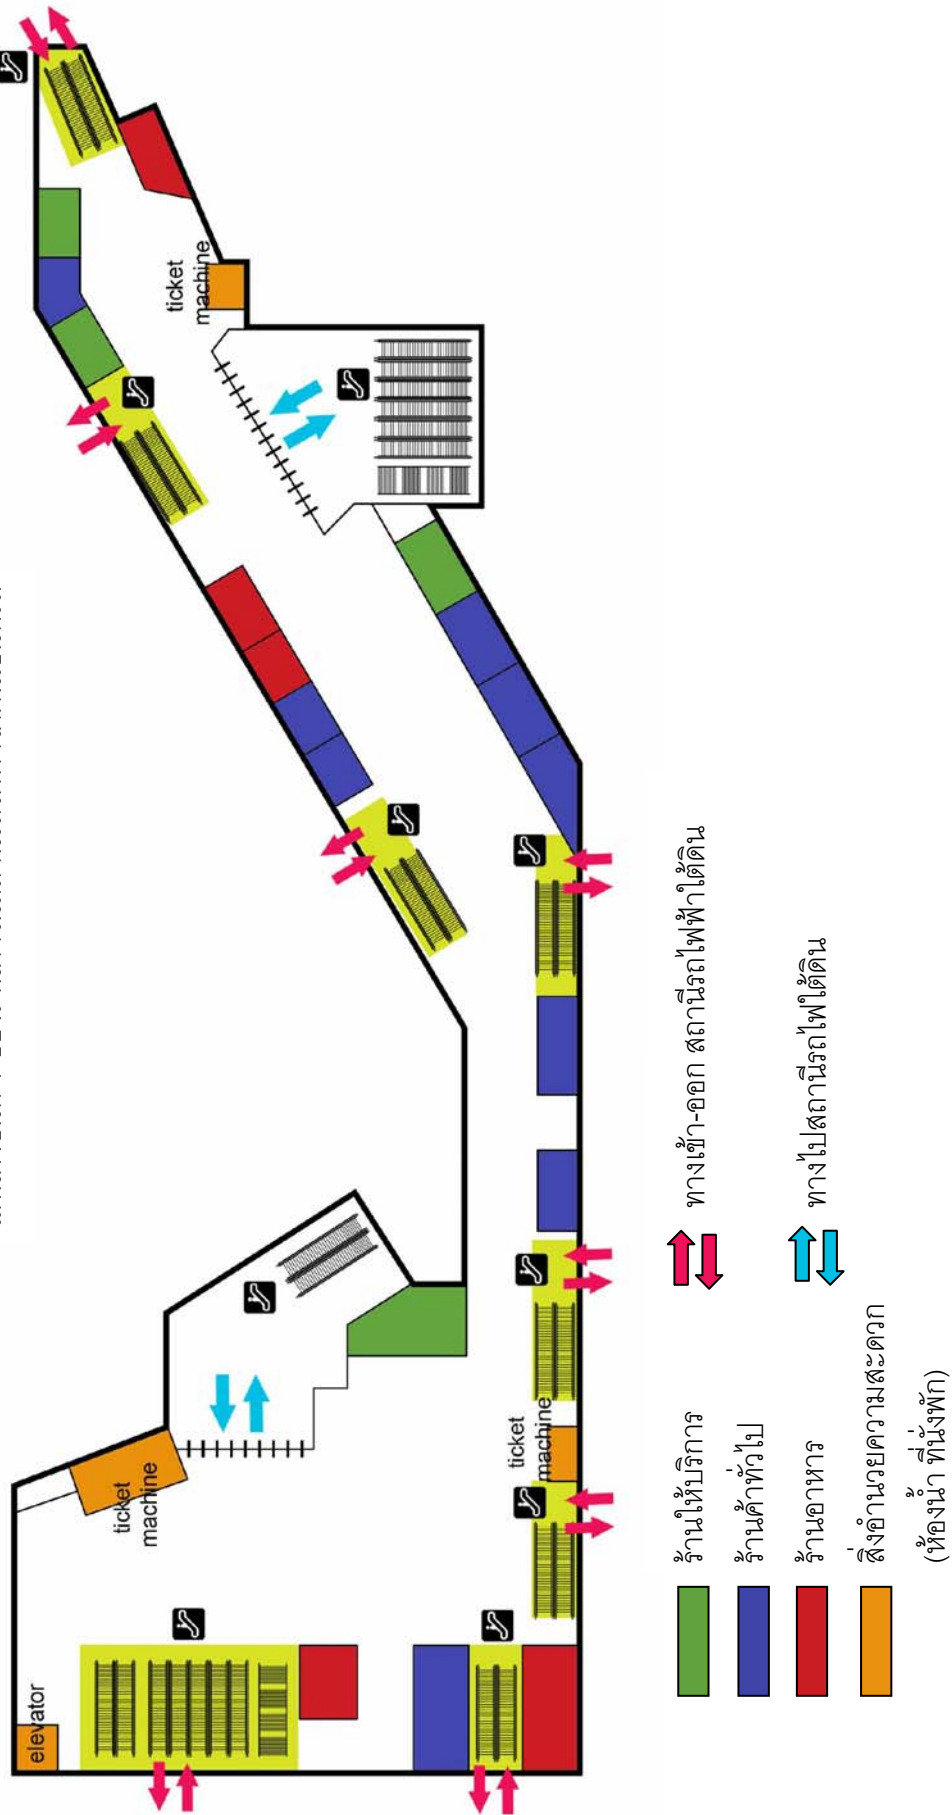 ticket
machine
ticket
machine
ticket
machine
elevator
ร้านให้บริการ
ร้านค้าทั่วไป
ร้านอาหาร
สิ่งอำนวยความสะดวก
(ห้องน้ำ ที่นั่งพัก)
ทางเข้า-ออก สถานีรถไฟฟ้าใต้ดิน
ทางไปสถานีรถไฟใต้ดิน